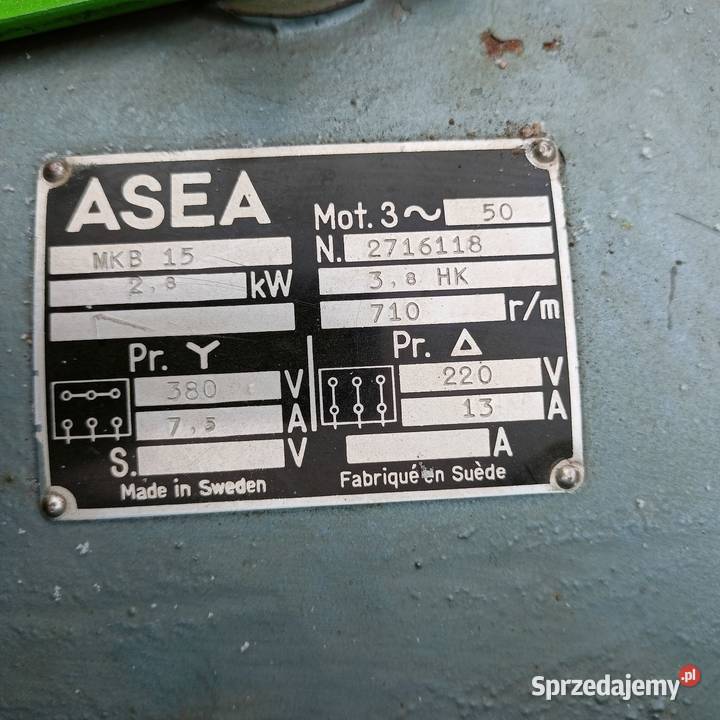 ASEA
Mot. 3~ 50
MKB 15
N. 2716118
2,8 kW
3,8 HK
710 r/m
Pr. Y
Pr. Δ
380 V
220 V
7,5 A
13 A
S. V
A
Made in Sweden
Fabriqué en Suède
Sprzedajemy.pl